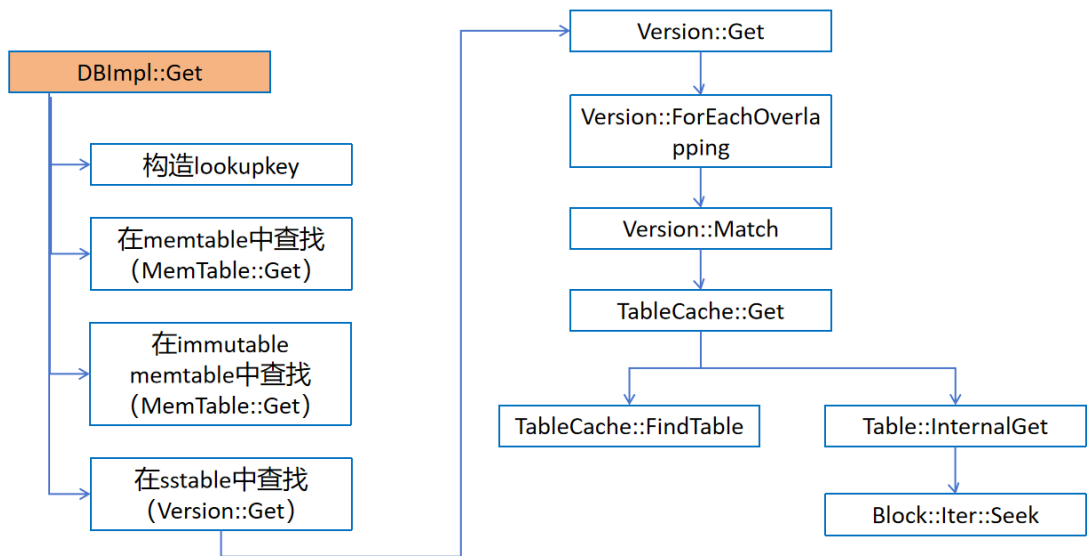 DBImpl::Get
构造lookupkey
在memtable中查找
（MemTable::Get）
在immutable
memtable中查找
（MemTable::Get）
在sstable中查找
（Version::Get）
Version::Get
Version::ForEachOverla
pping
Version::Match
TableCache::Get
TableCache::FindTable
Table::InternalGet
Block::Iter::Seek